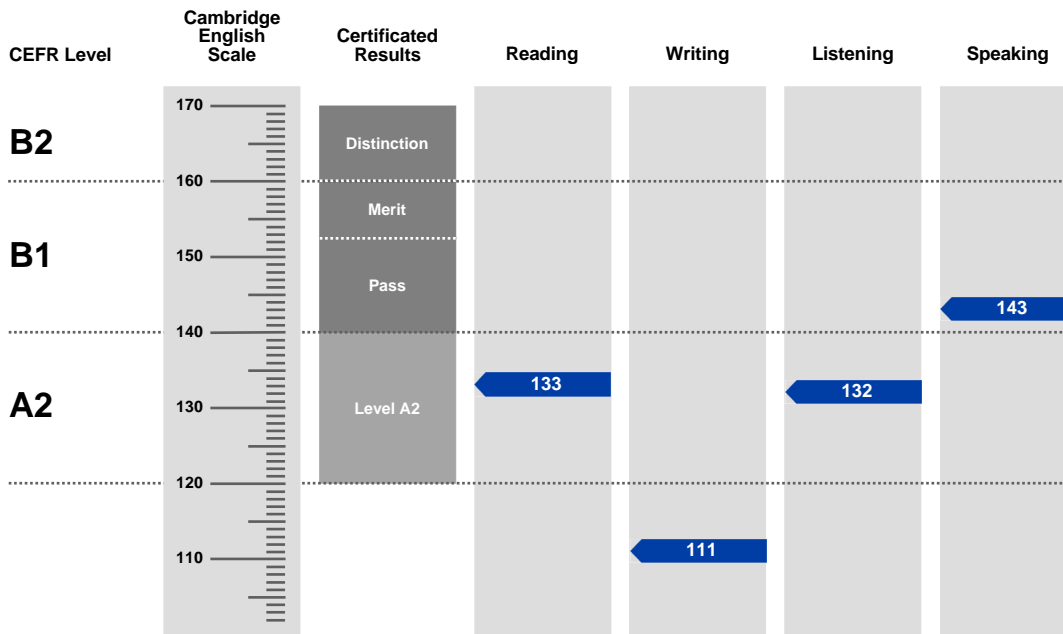 CEFR Level
Cambridge
English
Scale
Certificated
Results
Reading
Writing
Listening
Speaking
170
B2
Distinction
160
Merit
B1
150
Pass
143
140
133
132
A2
130
Level A2
120
111
110